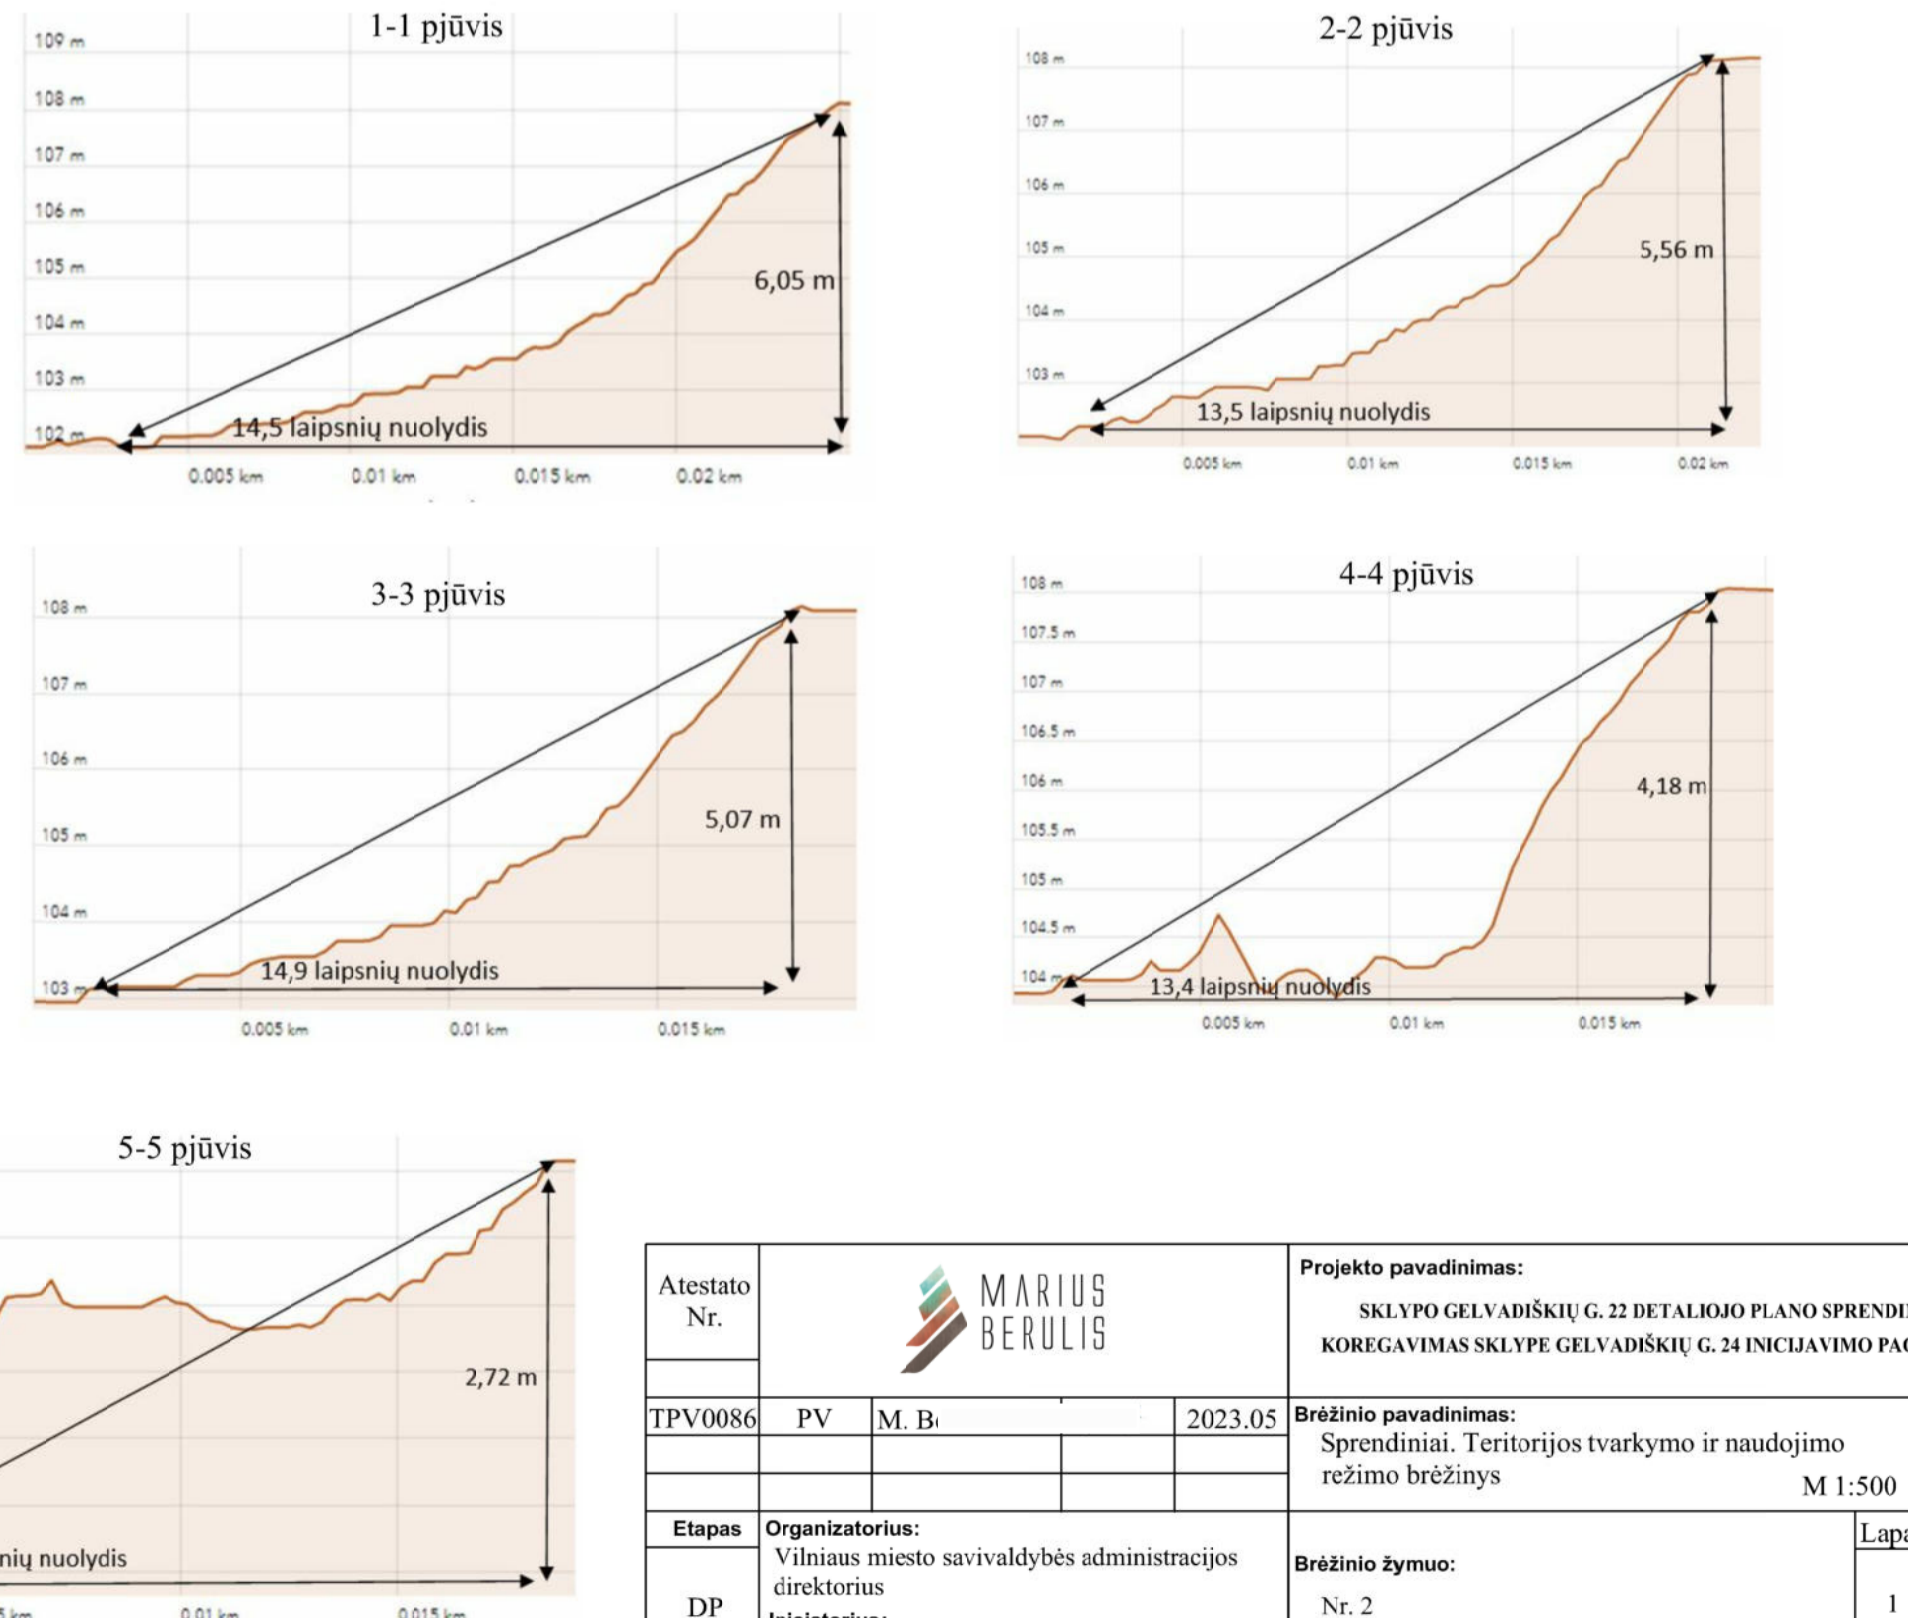 1-1 pjūvis
109 m
108 m
107 m
106 m
105 m
104 m
103 m
102 m
6,05 m
14,5 laipsnių nuolydis
0.005 km 0.01 km 0.015 km 0.02 km
2-2 pjūvis
108 m
107 m
106 m
105 m
104 m
103 m
5,56 m
13,5 laipsnių nuolydis
0.005 km 0.01 km 0.015 km 0.02 km
3-3 pjūvis
108 m
107 m
106 m
105 m
104 m
103 m
5,07 m
14,9 laipsnių nuolydis
0.005 km 0.01 km 0.015 km
4-4 pjūvis
108 m
107.5 m
107 m
106.5 m
106 m
105.5 m
105 m
104.5 m
104 m
4,18 m
13,4 laipsnių nuolydis
0.005 km 0.01 km 0.015 km
5-5 pjūvis
2,72 m
nių nuolydis
km 0.01 km 0.015 km
Atestato
Nr.
MARIUS
BERULIS
Projekto pavadinimas:
SKLYPO GELVADIŠKIŲ G. 22 DETALIOJO PLANO
KOREGAVIMAS SKLYPE GELVADIŠKIŲ G. 24 INICIJAVIMO
TPV0086 PV M. 2023.05
Brėžinio pavadinimas:
Sprendiniai. Teritorijos tvarkymo ir naudojimo
režimo brėžinys
M 1:500
Etapas
DP
Organizatorius:
Vilniaus miesto savivaldybės administracijos
direktorius
Brėžinio žymuo:
Nr. 2
Lapa
1